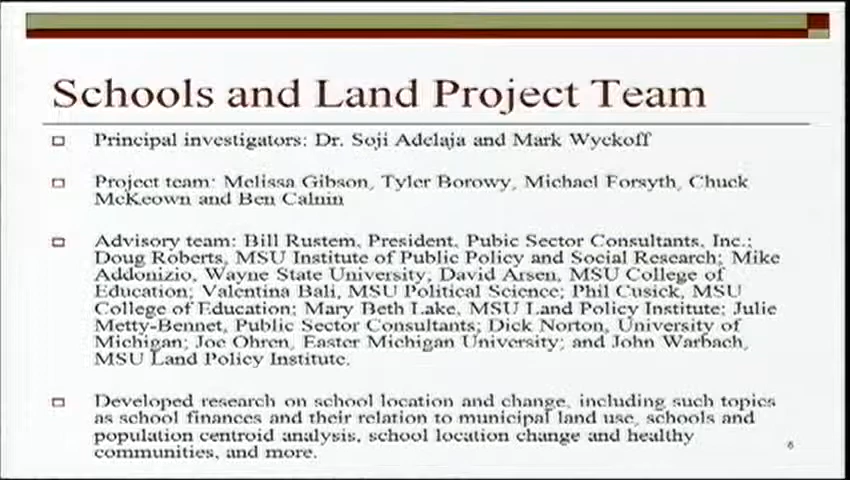 Schools and Land Project Team
Principal investigators: Dr. Soji Adelaja and Mark Wyckoff
Project team: Melissa Gibson, Tyler Borowy, Michael Forsyth, Chuck
McKeown and Ben Calnin
Advisory team: Bill Rustem, President, Pubic Sector Consultants, Inc.;
Doug Roberts, MSU Institute of Public Policy and Social Research; Mike
Addonizio, Wayne State University, David Arsen, MSU College of
Education; Valentina Bali, MSU Political Science; Phil Cusick, MSU
College of Education; Mary Beth Lake, MSU Land Policy Institute; Julie
Metty-Bennet, Public Sector Consultants; Dick Norton, University of
Michigan; Joe Ohren, Easter Michigan University; and John Warbach,
MSU Land Policy Institute.
Developed research on school location and change, including such topics
as school finances and their relation to municipal land use, schools and
population centroid analysis, school location change and healthy
communities, and more.
6